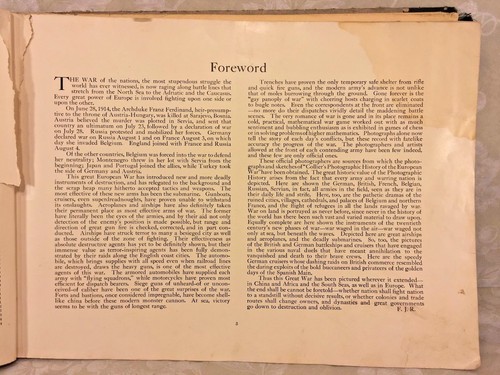 Foreword
THE WAR of the nations, the most stupendous struggle the
world has ever witnessed, is now raging along battle lines that
stretch from the North Sea to the Adriatic and the Caucasus.
Every great power of Europe is involved fighting upon one side or
upon the other.
On June 28, 1914, the Archduke Franz Ferdinand, heir-presump-
tive to the throne of Austria-Hungary, was killed at Sarajevo, Bosnia.
Austria believed the murder was plotted in Servia, and sent that
country an ultimatum on July 23, followed by a declaration of war
on July 28. Russia protested and mobilized her forces. Germany
declared war on Russia August 1 and on France August 3, on which
day she invaded Belgium. England joined with France and Russia
August 4.
Of the other countries, Belgium was forced into the war to defend
her neutrality; Montenegro threw in her lot with Servia from the
beginning; Japan and Portugal joined the allies, while Turkey took
the side of Germany and Austria.
This great European War has introduced new and more deadly
instruments of destruction, and has relegated to the background and
the scrap heap many hitherto accepted tactics and weapons. The
most effective of these new arms has been the submarine. Battleships,
cruisers, even superdreadnoughts, have proven unable to withstand
its onslaughts. Aeroplanes and airships have also definitely taken
their permanent place as most effective arms of war. The former
have literally been the eyes of the armies, and by their aid not only
detection of the enemy's position is made possible, but range and
direction of great gun fire is checked, corrected, and in part con-
ducted. Airships have struck terror to many a besieged city as well
as those outside of the zone of fighting. Their effectiveness as
absolute destructive agents has yet to be definitely shown, but their
immense value as terror-inspiring agents has been fully demon-
strated by their raids along the English coast cities. The automo-
bile, which brings supplies with all speed even when railroad lines
are destroyed, draws the heavy guns, is one of the most effective
agents of this war. The armored automobiles have supplied each
army with "flying squadrons," while motorcycles have proven most
efficient for dispatch bearers. Siege guns of unheard-of or uncon-
ceived-of caliber have been one of the great surprises of the war.
Forts and bastions, once considered impregnable, have become shell-
like china before these modern monster cannon. At sea, victory
seems to be with the guns of longest range.
Trenches have proven the only temporary safe shelter from rifle
and quick fire guns, and the modern army's advance is not unlike
that of moles burrowing through the ground. Gone forever is the
"gay panoply of war" with cheering hosts charging in scarlet coats
to bugle notes. Even the correspondents at the front are eliminated
—no more do their dispatches vividly detail the maddening battle
scenes. The very romance of war is gone and in its place remains a
cold, practical, mathematical war game worked out with as much
sentiment and bubbling enthusiasm as is exhibited in games of chess
or in solving problems of higher mathematics. Photographs alone now
tell the story of each day's conflicts, but these record with forcelike
accuracy the progress of the war. The photographers and artists
allowed at the front of each contending army have been few indeed,
and these few are only official ones.
These official photographers are sources from which the photo-
graphs and sketches of "Collier's Photographic History of the European
War" have been obtained. The great historic value of the Photographic
History arises from the fact that every army and warring nation is
depicted. Here are shown the German, British, French, Belgian,
Russian, Servian, in fact, all armies in the field, seen as they are in
their daily life and strife. Here, too, are the pathetic dramas of the
ruined cities, villages, cathedrals, and palaces of Belgium and northern
France, and the flight of refugees in all the lands ravaged by war.
War on land is portrayed as never before, since never in the history of
the world has there been such vast and varied material to draw upon.
Equally complete are likewise shown the instruments of the twentieth
century's new phases of war—war waged in the air—war waged not
only at sea, but beneath the waves. Depicted here are great airships
and aeroplanes, and the deadly submarines. So, too, the pictures
of the British and German battleships and cruisers that have engaged
in sea fights and duels that have meant annihilation to the
vanquished and death to their brave crews. Here are the speedy
German cruisers whose dashing raids on British commerce resembled
the daring exploits of the bold buccaneers and privateers of the golden
days of the Spanish Main.
Thus the Great War has been pictured wherever it extended—
in China and Africa and the South Seas, as well as in Europe. What
the end shall be cannot be foretold—whether nation shall fight nation
to a standstill without decisive results, or whether colonies and trade
routes shall change owners, and dynasties and great governments
go down to destruction and oblivion.
F. J. R.